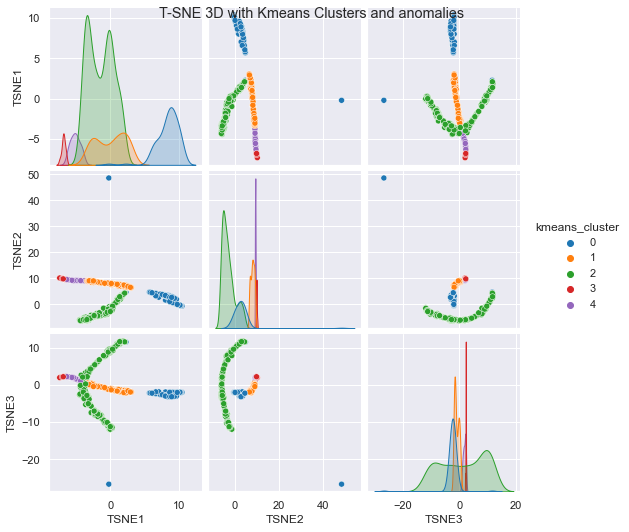 T-SNE 3D with Kmeans Clusters and anomalies
10
5
0
−5
TSNE1
50
40
30
20
10
0
TSNE2
kmeans_cluster
0
1
2
3
4
10
0
−10
−20
TSNE3
0 10
0 20 40
−20 0 20
TSNE1 TSNE2 TSNE3